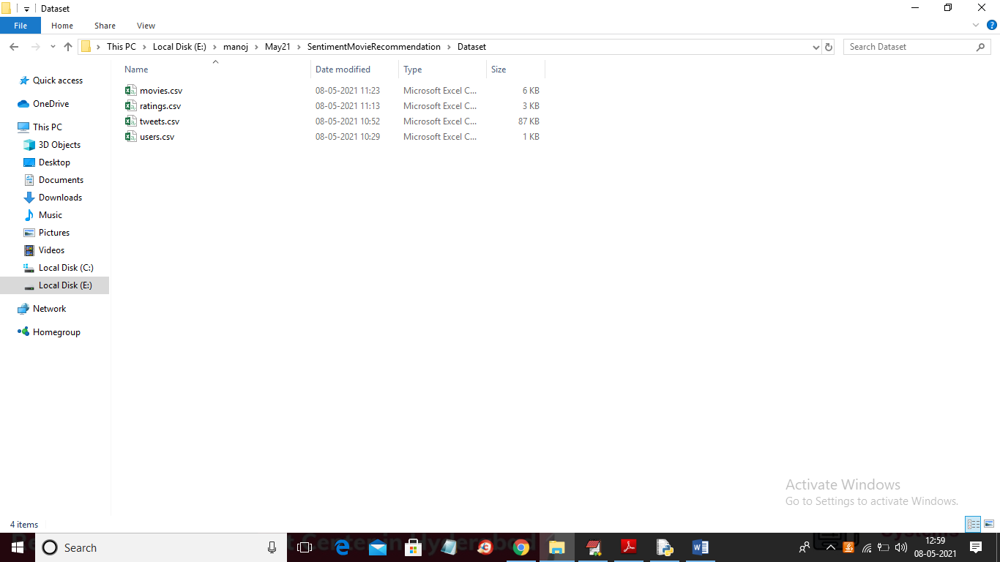 Dataset
File Home Share View
This PC Local Disk (E:) manoj May21 SentimentMovieRecommendation Dataset Search Dataset
Name Date modified Type Size
movies.csv 08-05-2021 11:23 Microsoft Excel C... 6 KB
ratings.csv 08-05-2021 11:13 Microsoft Excel C... 3 KB
tweets.csv 08-05-2021 10:52 Microsoft Excel C... 87 KB
users.csv 08-05-2021 10:29 Microsoft Excel C... 1 KB
Quick access
OneDrive
This PC
3D Objects
Desktop
Documents
Downloads
Music
Pictures
Videos
Local Disk (C:)
Local Disk (E:)
Network
Homegroup
Activate Windows
Go to Settings to activate Windows.
4 items
Search
12:59
08-05-2021